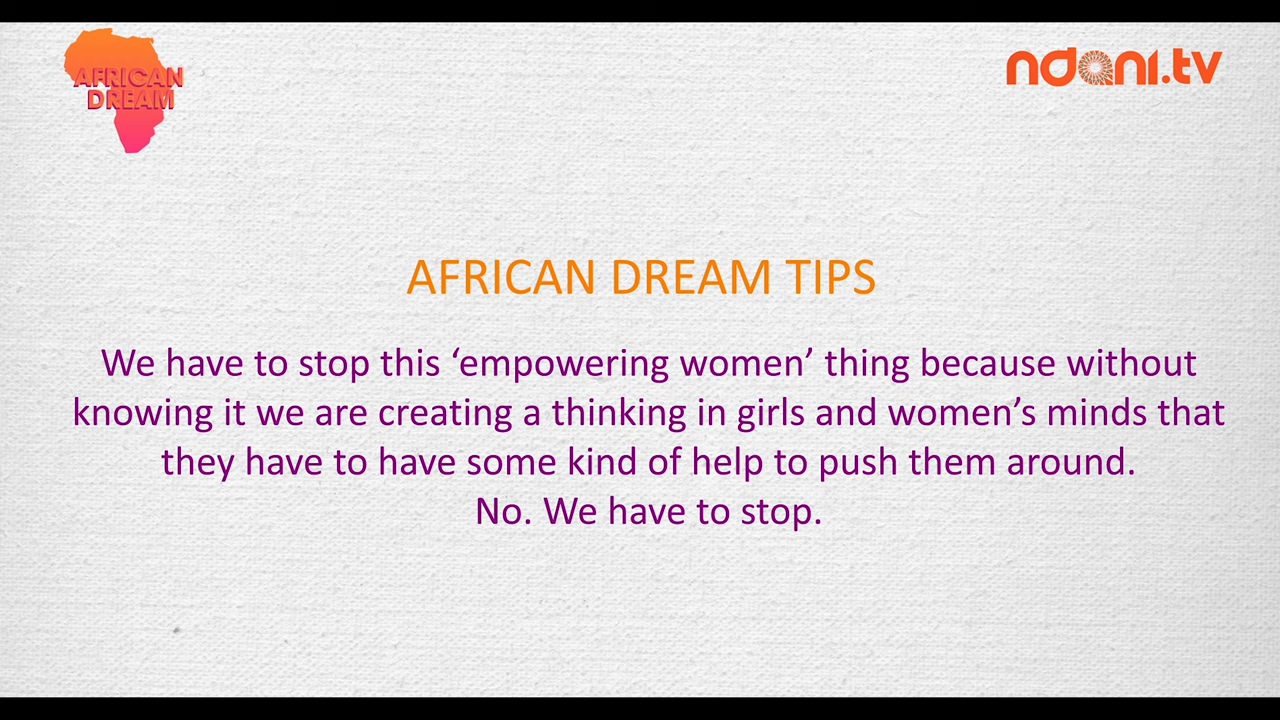 AFRICAN
DREAM
ndani.tv
AFRICAN DREAM TIPS
We have to stop this ‘empowering women’ thing because without
knowing it we are creating a thinking in girls and women’s minds that
they have to have some kind of help to push them around.
No. We have to stop.